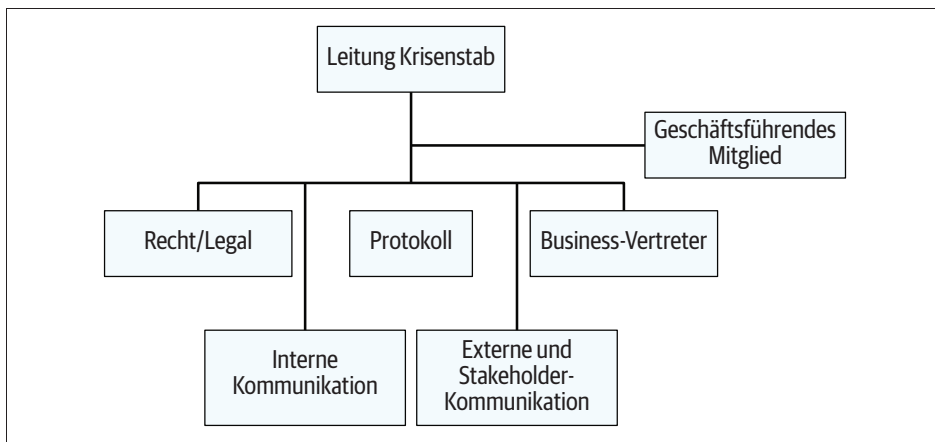 Leitung Krisenstab
Geschäftsführendes
Mitglied
Recht/Legal
Protokoll
Business-Vertreter
Interne
Kommunikation
Externe und
Stakeholder-
Kommunikation